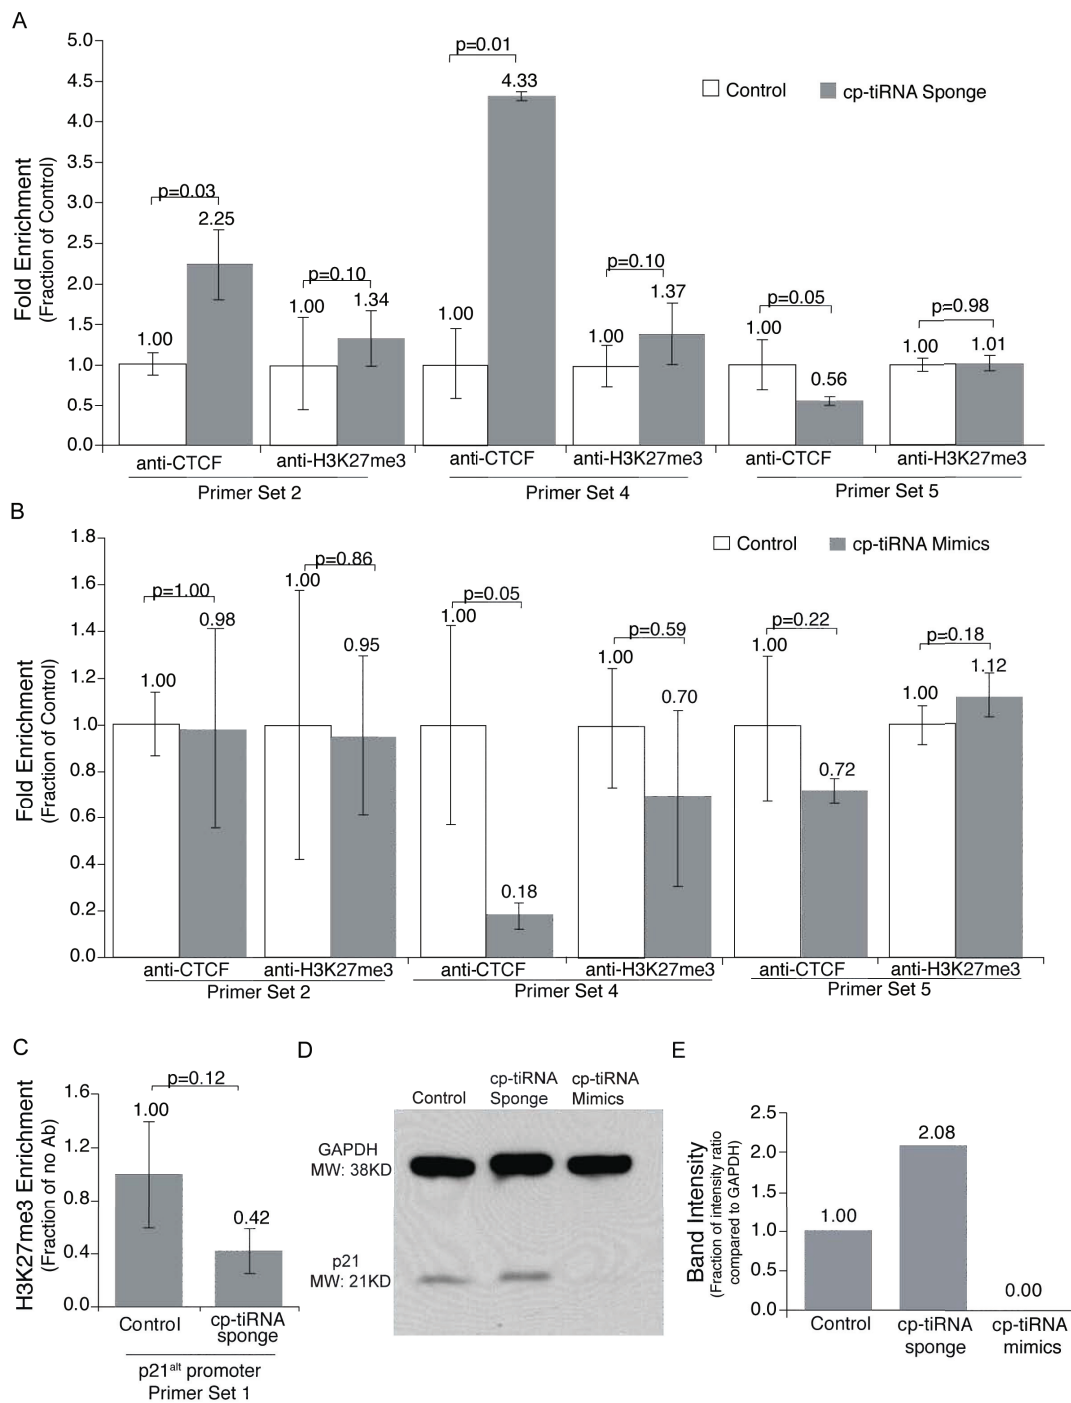 A
5.0
4.5
4.0
3.5
3.0
2.5
2.0
1.5
1.0
0.5
0.0
Fold Enrichment
(Fraction of Control)
Control
cp-tiRNA Sponge
p=0.03
1.00
2.25
p=0.10
1.00
1.34
p=0.01
1.00
4.33
p=0.10
1.00
1.37
p=0.05
1.00
0.56
p=0.98
1.00
1.01
anti-CTCF
anti-H3K27me3
anti-CTCF
anti-H3K27me3
anti-CTCF
anti-H3K27me3
Primer Set 2
Primer Set 4
Primer Set 5
B
1.8
1.6
1.4
1.2
1.0
0.8
0.6
0.4
0.2
0.0
Fold Enrichment
(Fraction of Control)
Control
cp-tiRNA Mimics
p=1.00
1.00
0.98
p=0.86
1.00
0.95
p=0.05
1.00
0.18
p=0.59
1.00
0.70
p=0.22
1.00
0.72
p=0.18
1.00
1.12
anti-CTCF
anti-H3K27me3
anti-CTCF
anti-H3K27me3
anti-CTCF
anti-H3K27me3
Primer Set 2
Primer Set 4
Primer Set 5
C
H3K27me3 Enrichment
(Fraction of no Ab)
1.6
1.2
0.8
0.4
0.0
p=0.12
1.00
0.42
Control
cp-tiRNA
sponge
p21alt promoter
Primer Set 1
D
Control
cp-tiRNA
Sponge
cp-tiRNA
Mimics
GAPDH
MW: 38KD
p21
MW: 21KD
E
Band Intensity
(Fraction of intensity ratio
compared to GAPDH)
2.5
2.0
1.5
1.0
0.5
0.0
1.00
2.08
0.00
Control
cp-tiRNA
sponge
cp-tiRNA
mimics